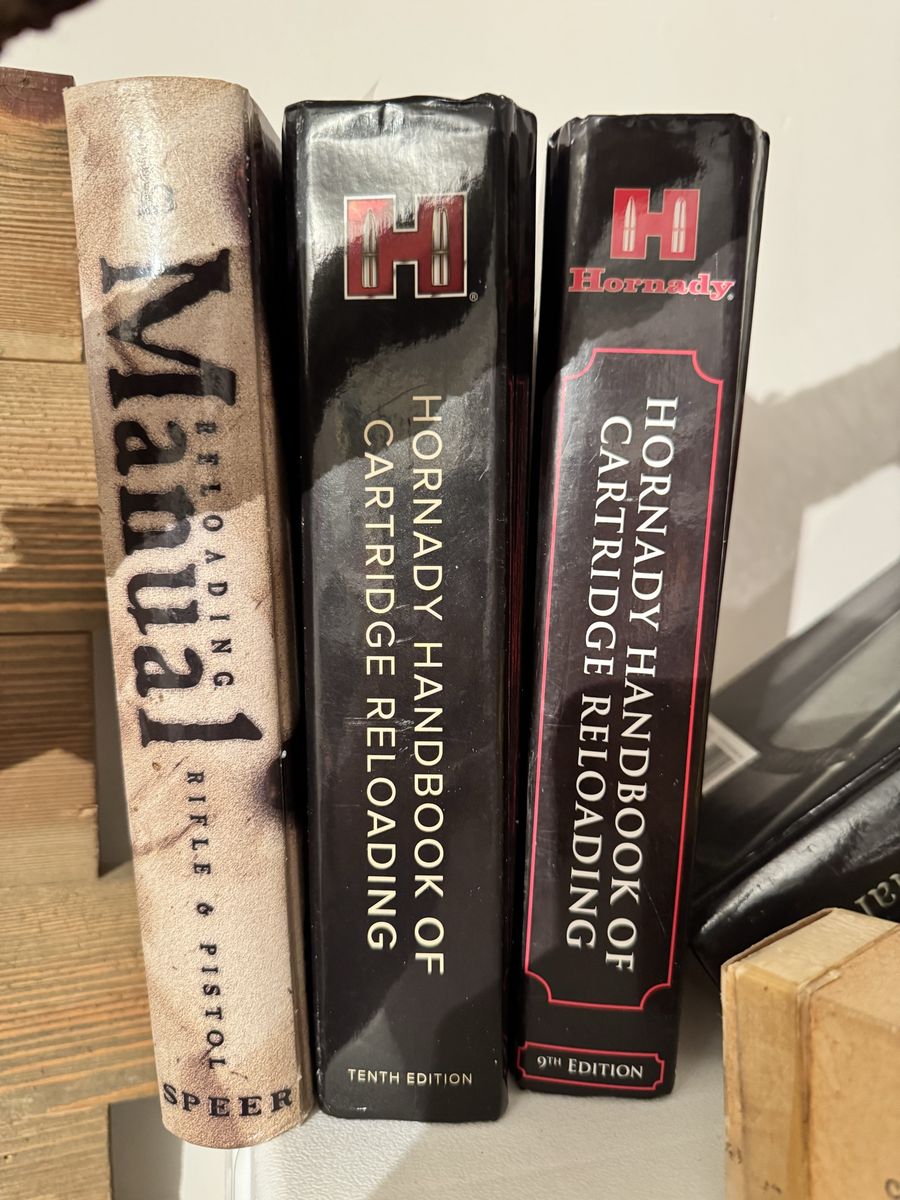 RELOADING
Manual
RIFLE & PISTOL
SPEER
H
®
HORNADY HANDBOOK OF
CARTRIDGE RELOADING
TENTH EDITION
H
Hornady®
HORNADY HANDBOOK OF
CARTRIDGE RELOADING
9TH EDITION